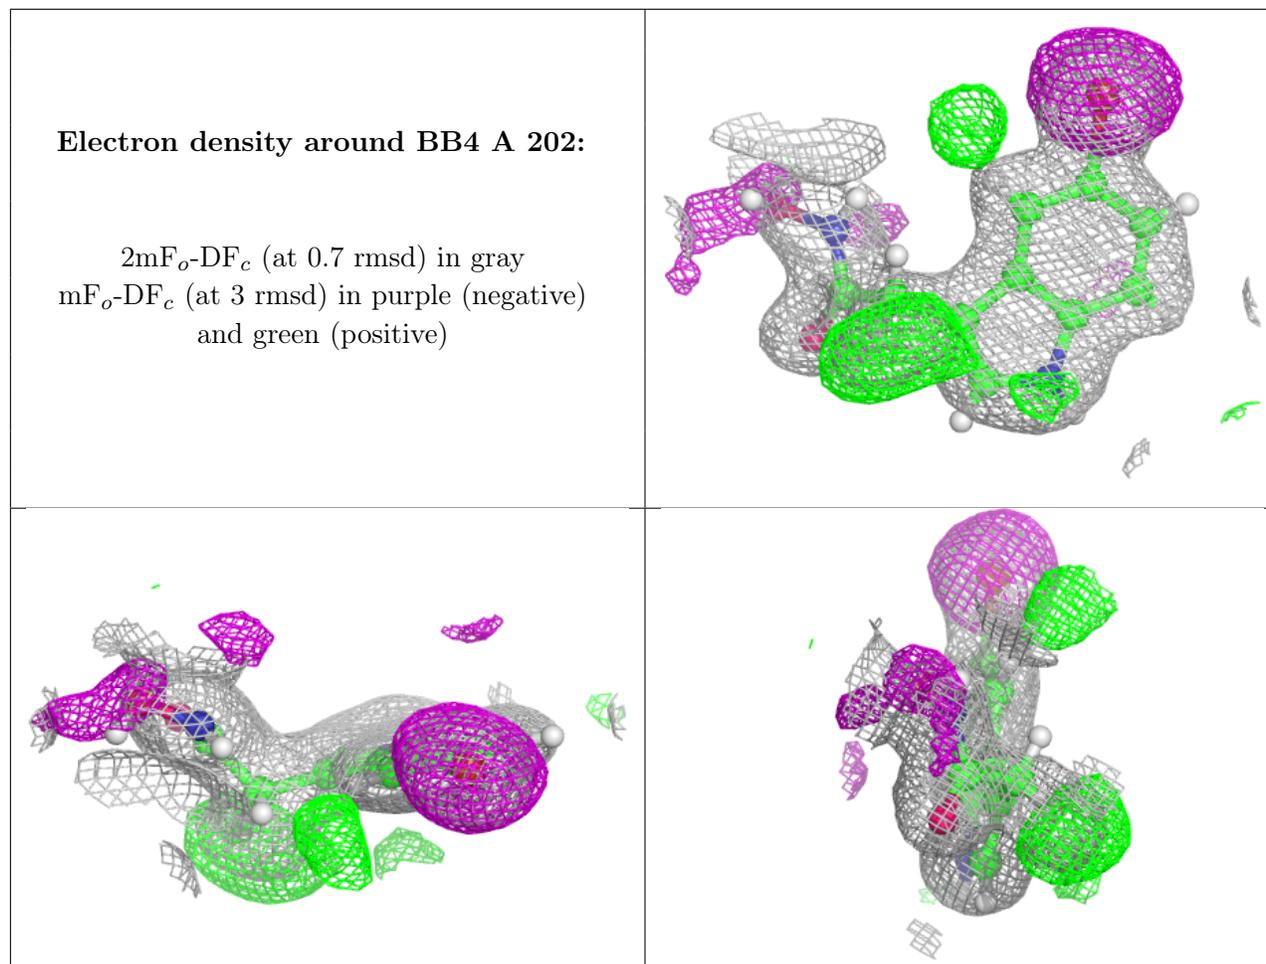 Electron density around BB4 A 202:
2mFo-DFc (at 0.7 rmsd) in gray
mFo-DFc (at 3 rmsd) in purple (negative)
and green (positive)